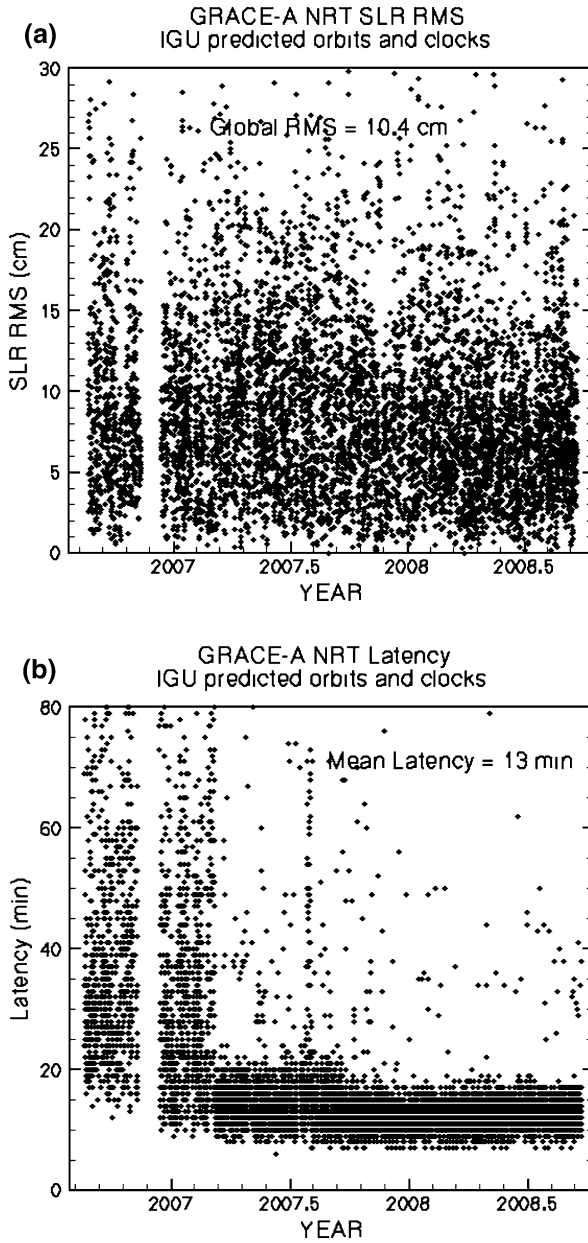 (a)
GRACE-A NRT SLR RMS
IGU predicted orbits and clocks
30
25
20
15
10
5
0
Global RMS = 10.4 cm
SLR RMS (cm)
2007
2007.5
2008
2008.5
YEAR
(b)
GRACE-A NRT Latency
IGU predicted orbits and clocks
80
60
40
20
0
Mean Latency = 13 min
Latency (min)
2007
2007.5
2008
2008.5
YEAR